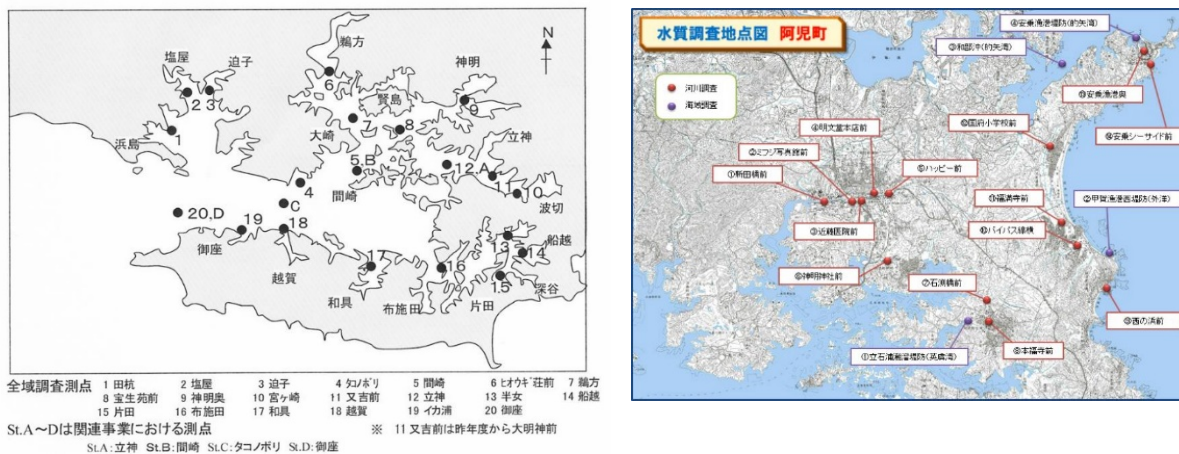 鵜方
塩屋
迫子
神明
賢島
大崎
立神
浜島
間崎
波切
御座
船越
越賀
和具
布施田
片田
深谷
N
1
2
3
4
5,B
6
7
8
9
10
11
12,A
13
14
15
16
17
18
19
20,D
C
全域調査測点 1 田杭 2 塩屋 3 迫子 4 タコノボリ 5 間崎 6 ヒオウギ荘前 7 鵜方
8 宝生苑前 9 神明奥 10 宮ヶ崎 11 又吉前 12 立神 13 半女 14 船越
15 片田 16 布施田 17 和具 18 越賀 19 イカ浦 20 御座
St.A～Dは関連事業における測点 ※ 11 又吉前は昨年度から大明神前
St.A:立神 St.B:間崎 St.C:タコノボリ St.D:御座
水質調査地点図 阿児町
河川調査
海域調査
④安乗漁港堤防(的矢湾)
③和部沖(的矢湾)
⑬安乗漁港奥
⑭安乗シーサイド前
⑫国府小学校前
④明文堂本店前
②ミフジ写真館前
①新田橋前
⑤ハッピー前
③近藤医院前
⑪福満寺前
⑩バイパス線横
②甲賀漁港西堤防(外洋)
⑥神明神社前
⑦石渕橋前
⑨西の浜前
①立石浦漁港堤防(英虞湾)
⑧本福寺前